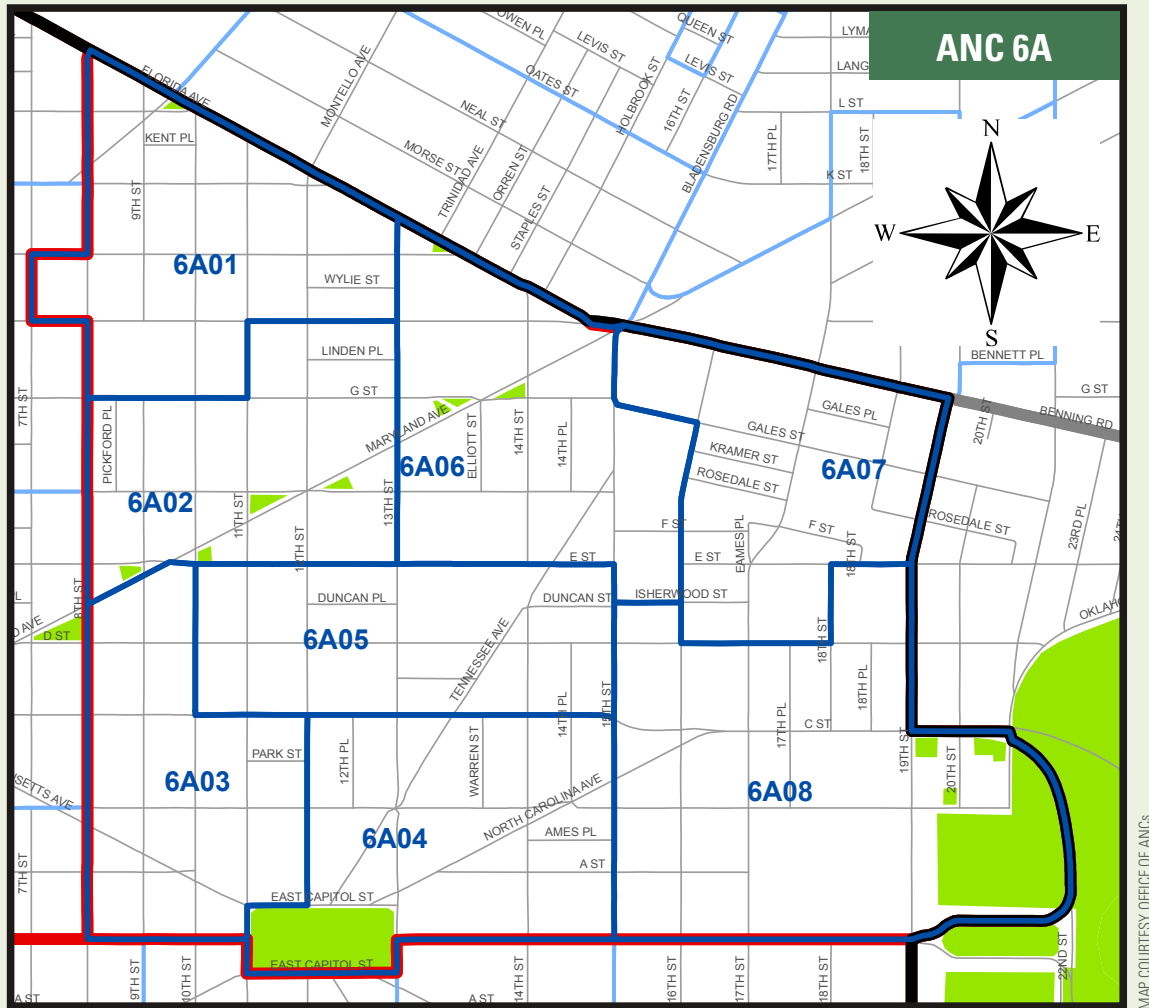 ANC 6A
OWEN PL
QUEEN ST
LEVIS ST
LEVIS ST
LYMA
LANG
FLORIDA AVE
MONTELLO AVE
OATES ST
HOLBROOK ST
16TH ST
BLADENSBURG RD
L ST
KENT PL
NEAL ST
MORSE ST
TRINIDAD AVE
ORREN ST
STAPLES ST
17TH PL
18TH ST
K ST
9TH ST
N
W
E
S
6A01
WYLIE ST
LINDEN PL
BENNETT PL
G ST
G ST
7TH ST
PICKFORD PL
MARYLAND AVE
ELLIOTT ST
14TH ST
14TH PL
GALES PL
GALES ST
20TH ST
BENNING RD
KRAMER ST
ROSEDALE ST
6A06
6A07
6A02
11TH ST
12TH ST
13TH ST
F ST
EAMES PL
F ST
18TH ST
ROSEDALE ST
23RD PL
E ST
E ST
8TH ST
DUNCAN PL
DUNCAN ST
ISHERWOOD ST
OKLAHO
PL
D AVE
D ST
6A05
TENNESSEE AVE
18TH ST
14TH PL
15TH ST
18TH PL
17TH PL
C ST
PARK ST
12TH PL
WARREN ST
19TH ST
20TH ST
SETTS AVE
6A03
6A08
NORTH CAROLINA AVE
6A04
AMES PL
7TH ST
A ST
EAST CAPITOL ST
EAST CAPITOL ST
A ST
9TH ST
10TH ST
A ST
14TH ST
16TH ST
17TH ST
18TH ST
22ND ST
MAP COURTESY OFFICE OF ANCs